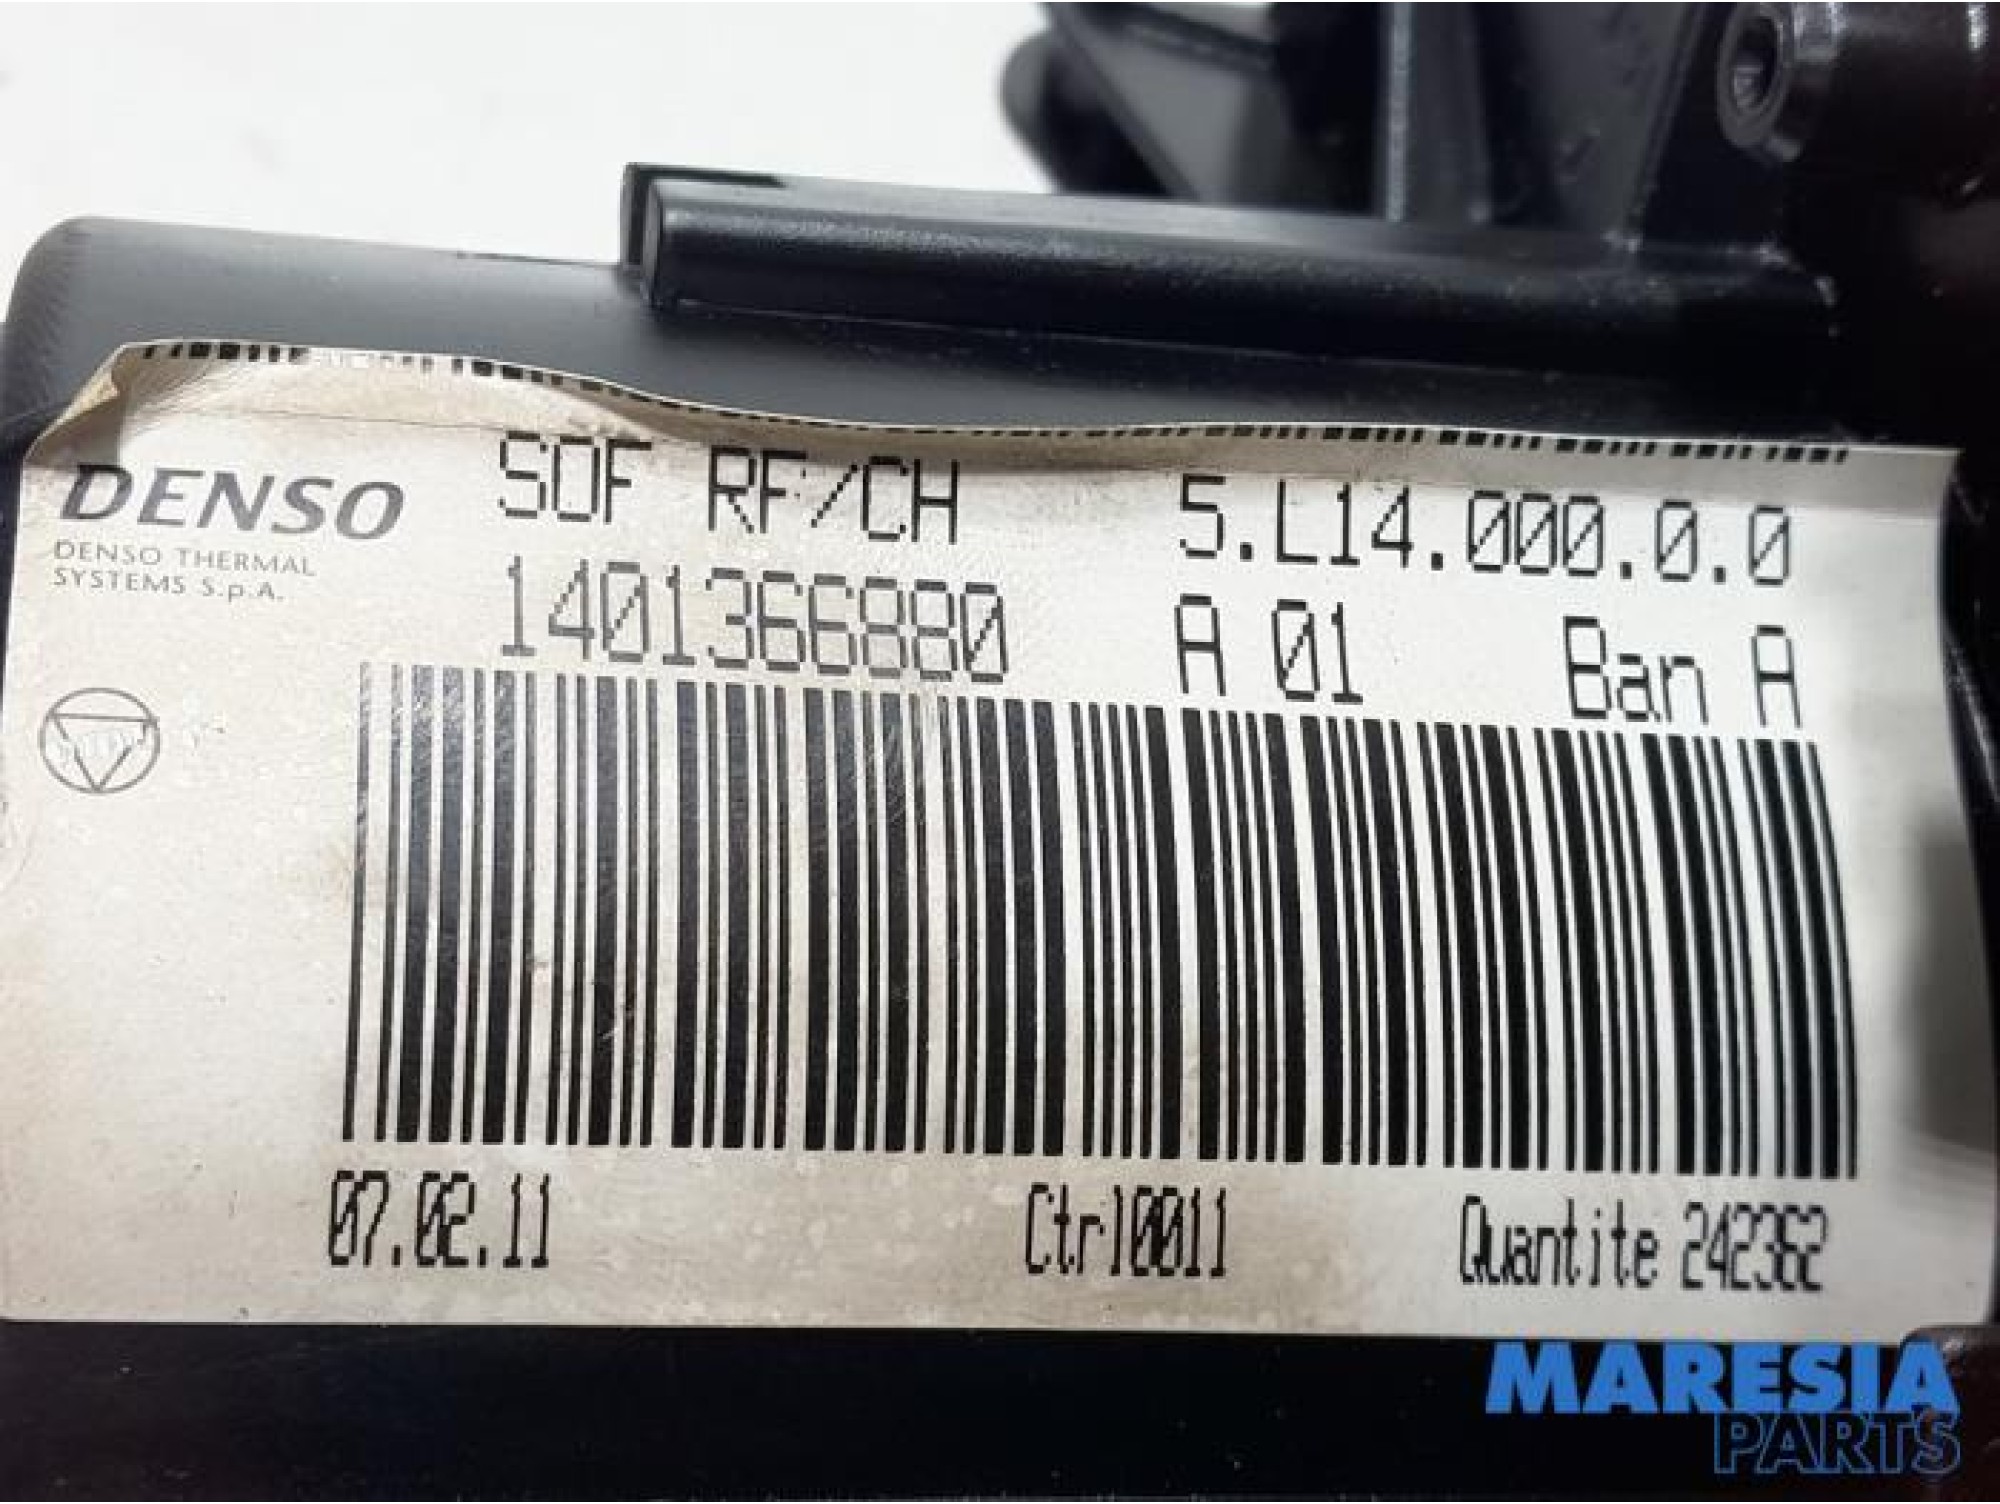 DENSO
DENSO THERMAL
SYSTEMS S.p.A.
SOF RF/CH 5.L14.000.0.0
1401366880 A 01 Ban A
07.02.11 Ctrl0011 Quantite 242362
MARESIA
PARTS